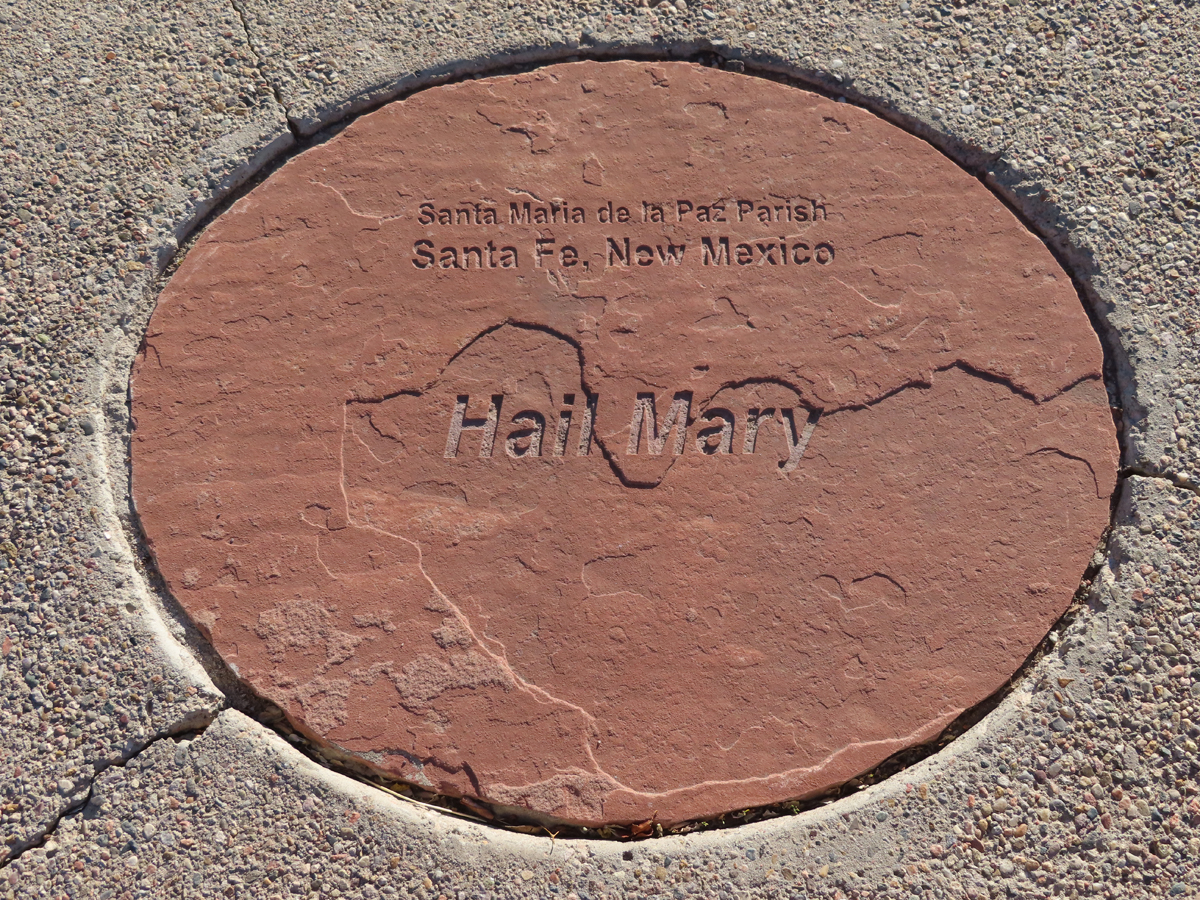 Santa Maria de la Paz Parish
Santa Fe, New Mexico
Hail Mary